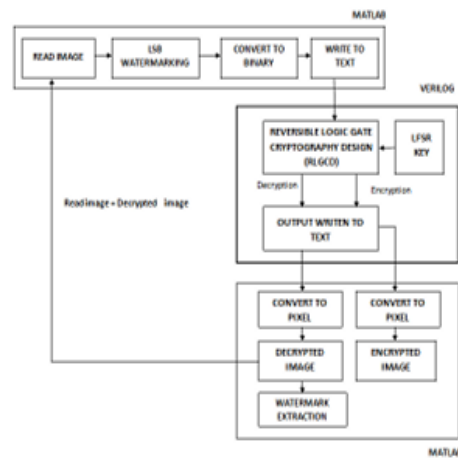 MATLAB
READ IMAGE
LSB
WATERMARKING
CONVERT TO
BINARY
WRITE TO
TEXT
VERILOG
REVERSIBLE LOGIC GATE
CRYPTOGRAPHY DESIGN
(RLGCD)
LFSR
KEY
Decryption
Encryption
Read image = Decrypted image
OUTPUT WRITEN TO
TEXT
CONVERT TO
PIXEL
CONVERT TO
PIXEL
DECRYPTED
IMAGE
ENCRYPTED
IMAGE
WATERMARK
EXTRACTION
MATLA